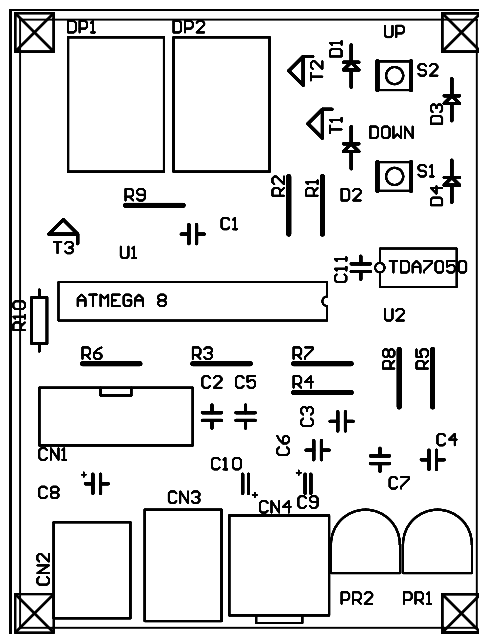 DP1
DP2
D1
UP
T2
S2
D3
T1
DOWN
R2
R1
D2
S1
D4
R9
C1
T3
U1
C11
TDA7050
ATMEGA 8
R10
U2
R6
R3
R7
R8
R5
R4
C2
C5
C3
CN1
C6
C4
C10
C7
C8
CN3
CN4
C9
CN2
PR2
PR1